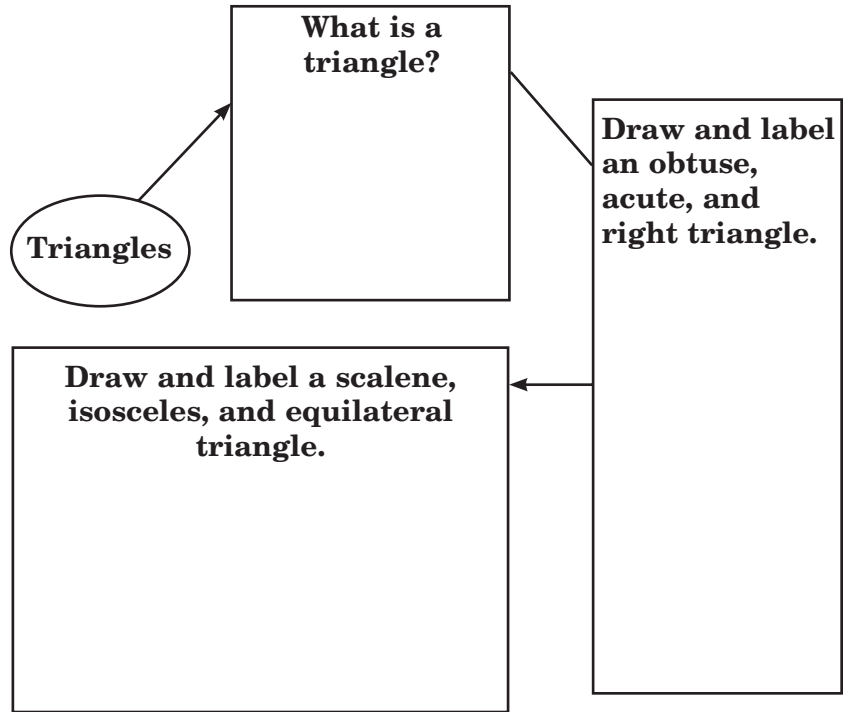 Triangles
What is a
triangle?
Draw and label
an obtuse,
acute, and
right triangle.
Draw and label a scalene,
isosceles, and equilateral
triangle.